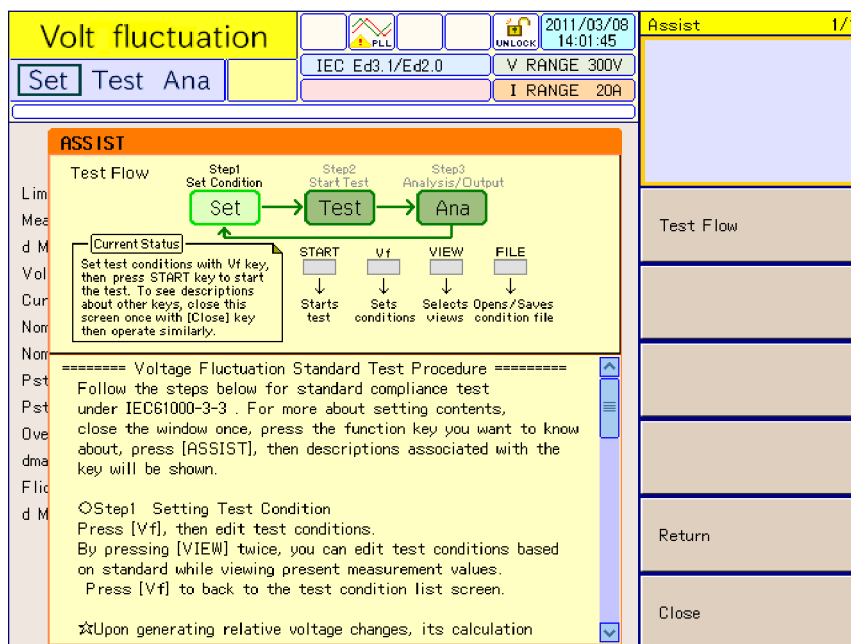 Volt fluctuation
PLL
UNLOCK
2011/03/08
14:01:45
Assist 1/
IEC Ed3.1/Ed2.0
V RANGE 300V
Set Test Ana
I RANGE 20A
ASSIST
Test Flow
Step1
Set Condition
Step2
Start Test
Step3
Analysis/Output
Set
Test
Ana
Current Status
Set test conditions with Vf key,
then press START key to start
the test. To see descriptions
about other keys, close this
screen once with [Close] key
then operate similarly.
START
Vf
VIEW
FILE
Starts
test
Sets
conditions
Selects
views
Opens/Saves
condition file
Lim
Mea
d M
Vol
Cur
Nom
Nom
Pst
Pst
Ove
dma
Flic
d M
======== Voltage Fluctuation Standard Test Procedure =========
Follow the steps below for standard compliance test
under IEC61000-3-3 . For more about setting contents,
close the window once, press the function key you want to know
about, press [ASSIST], then descriptions associated with the
key will be shown.
○Step1 Setting Test Condition
Press [Vf], then edit test conditions.
By pressing [VIEW] twice, you can edit test conditions based
on standard while viewing present measurement values.
Press [Vf] to back to the test condition list screen.
☆Upon generating relative voltage changes, its calculation
Test Flow
Return
Close